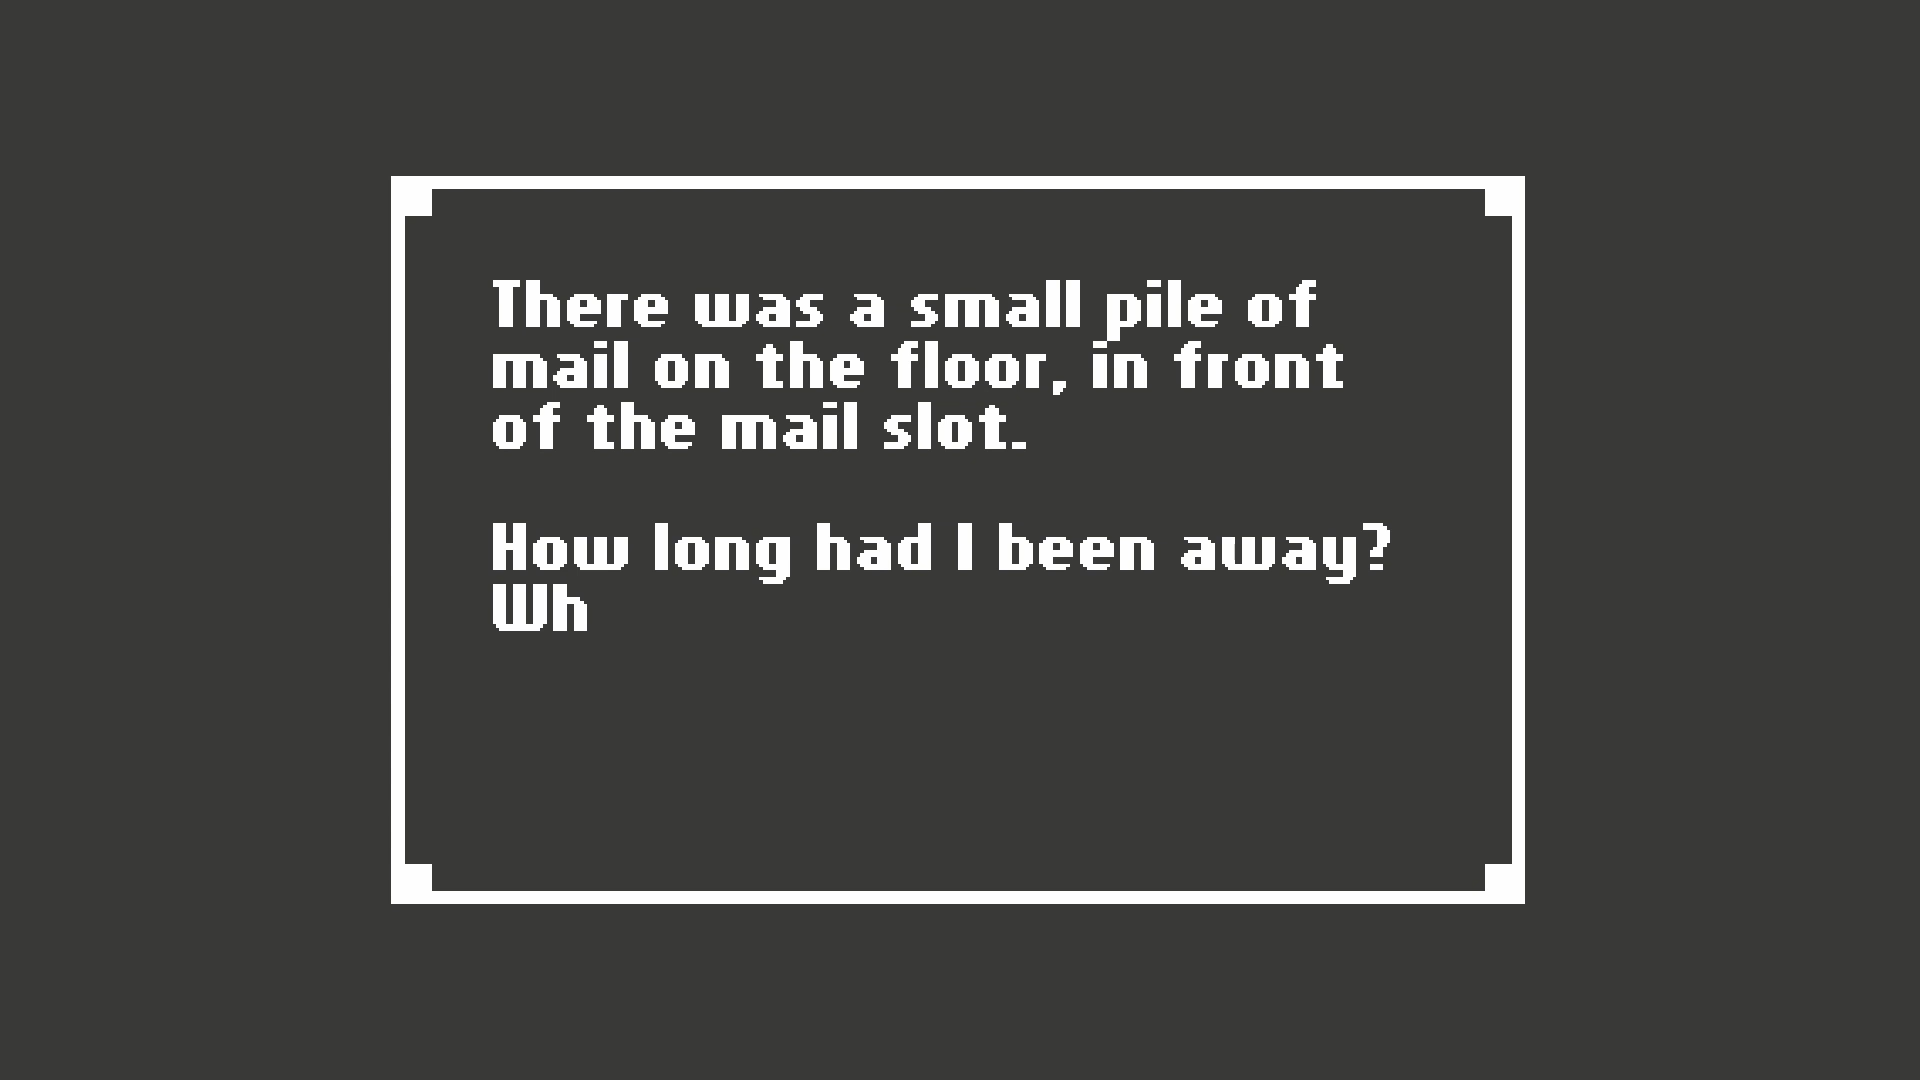 There was a small pile of
mail on the floor, in front
of the mail slot.
How long had I been away?
Wh